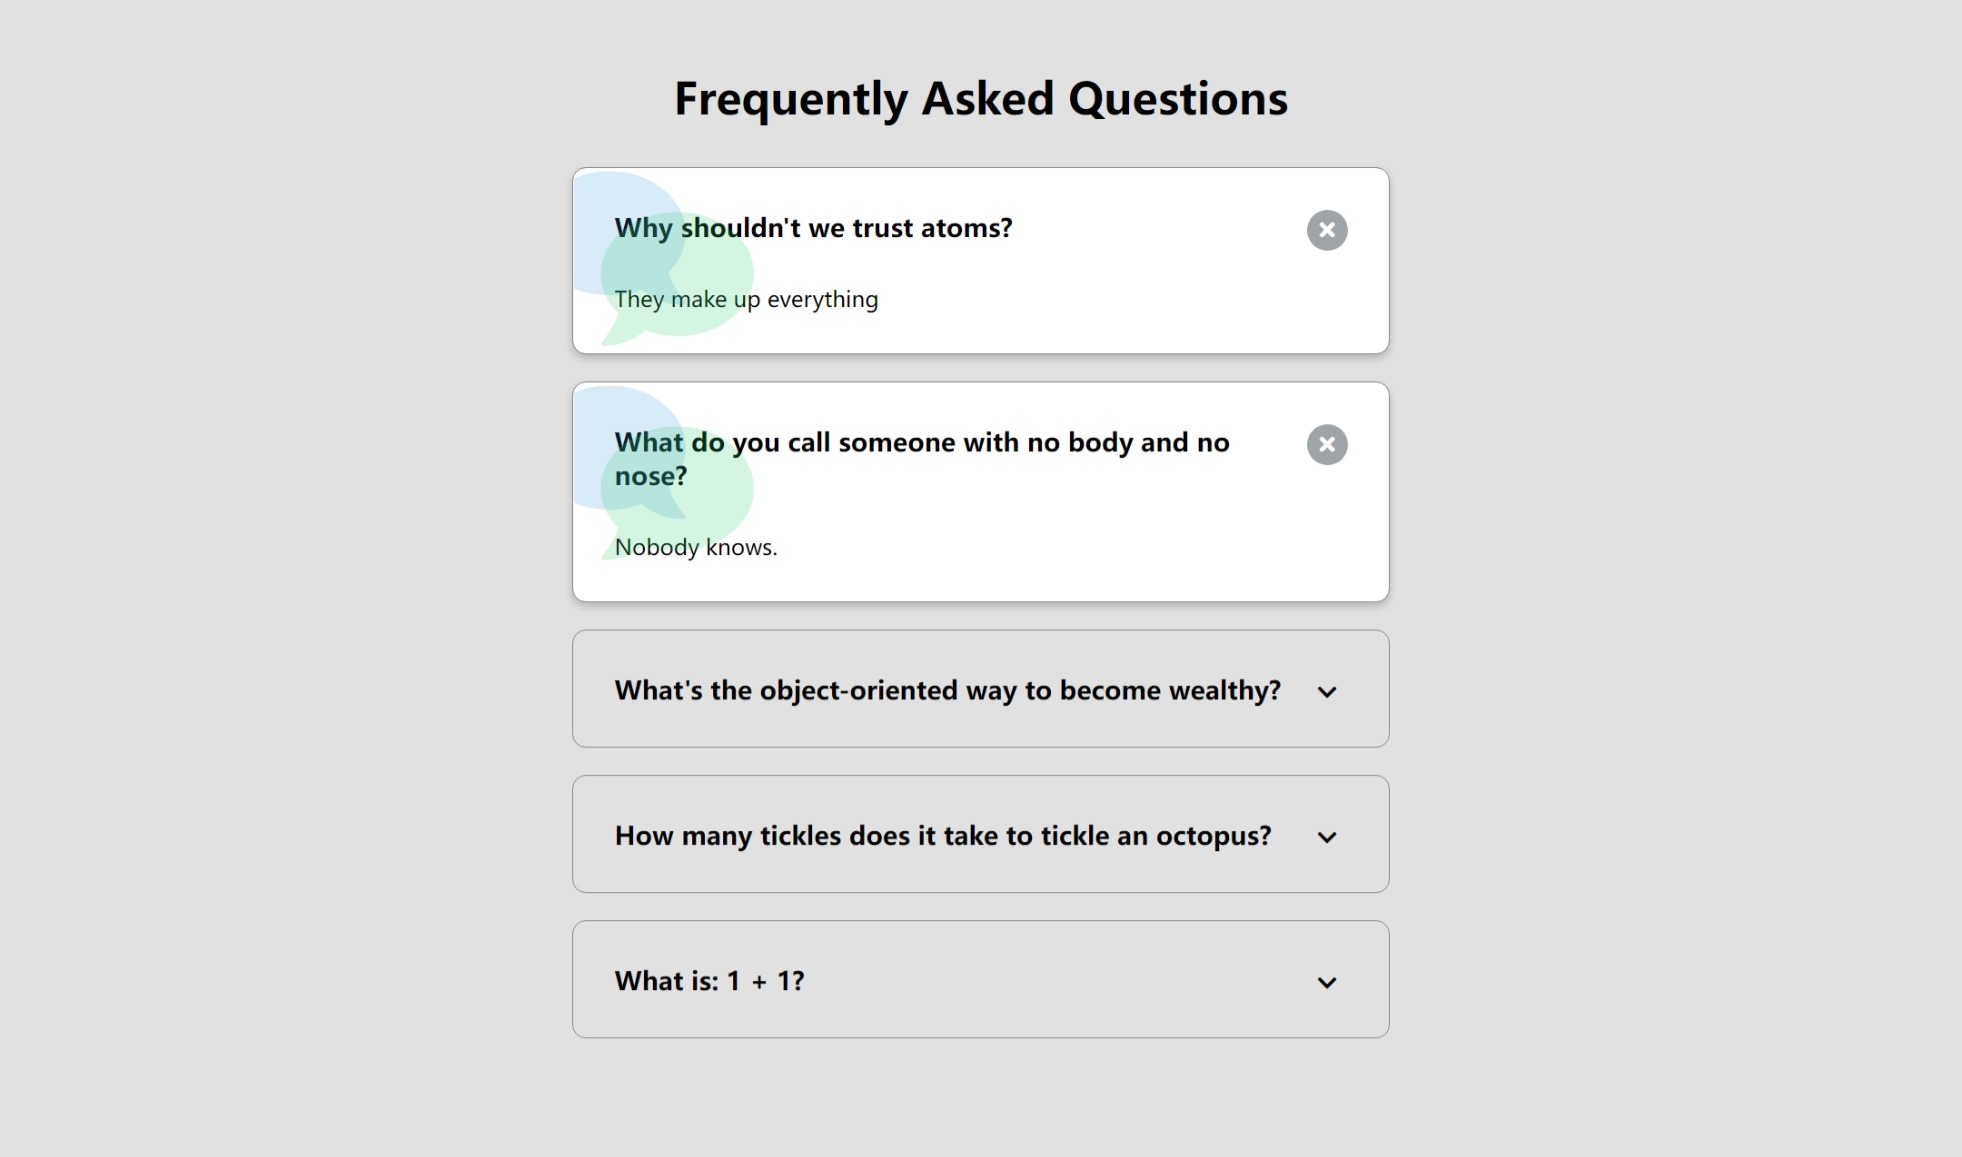 Frequently Asked Questions
Why shouldn't we trust atoms?
They make up everything
What do you call someone with no body and no
nose?
Nobody knows.
What's the object-oriented way to become wealthy?
How many tickles does it take to tickle an octopus?
What is: 1 + 1?